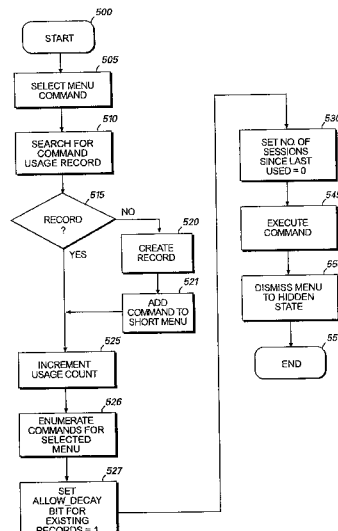 500
START
505
SELECT MENU
COMMAND
510
SEARCH FOR
COMMAND
USAGE RECORD
515
RECORD
?
NO
YES
520
CREATE
RECORD
521
ADD
COMMAND TO
SHORT MENU
525
INCREMENT
USAGE COUNT
526
ENUMERATE
COMMANDS FOR
SELECTED
MENU
527
SET
ALLOW_DECAY
BIT FOR
EXISTING
RECORDS = 1
530
SET NO. OF
SESSIONS
SINCE LAST
USED = 0
EXECUTE
COMMAND
DISMISS MENU
TO HIDDEN
STATE
END